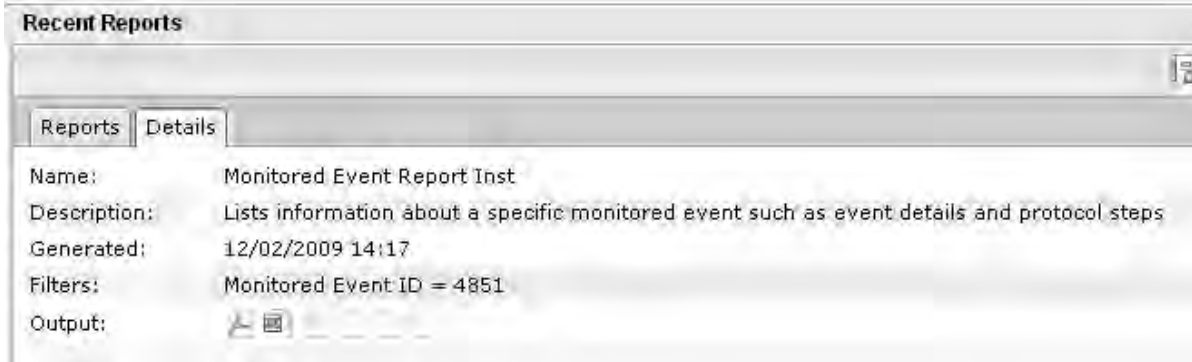 Recent Reports
Reports Details
Name: Monitored Event Report Inst
Description: Lists information about a specific monitored event such as event details and protocol steps
Generated: 12/02/2009 14:17
Filters: Monitored Event ID = 4851
Output: